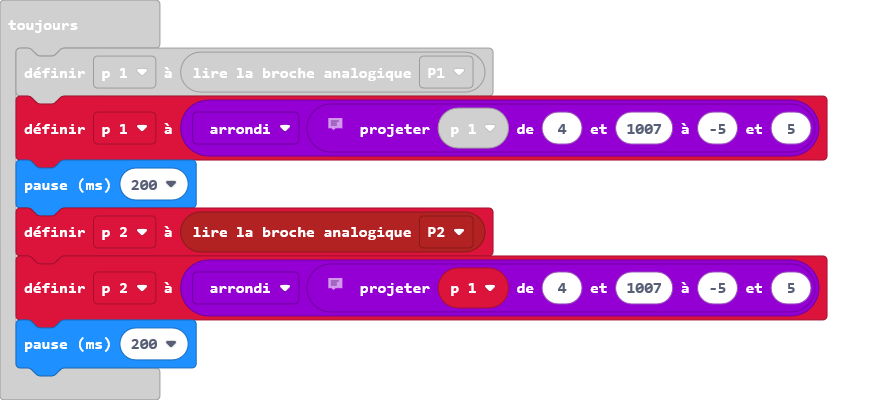 toujours
définir p 1 à lire la broche analogique P1
définir p 1 à arrondi projeter p 1 de 4 et 1007 à -5 et 5
pause (ms) 200
définir p 2 à lire la broche analogique P2
définir p 2 à arrondi projeter p 1 de 4 et 1007 à -5 et 5
pause (ms) 200